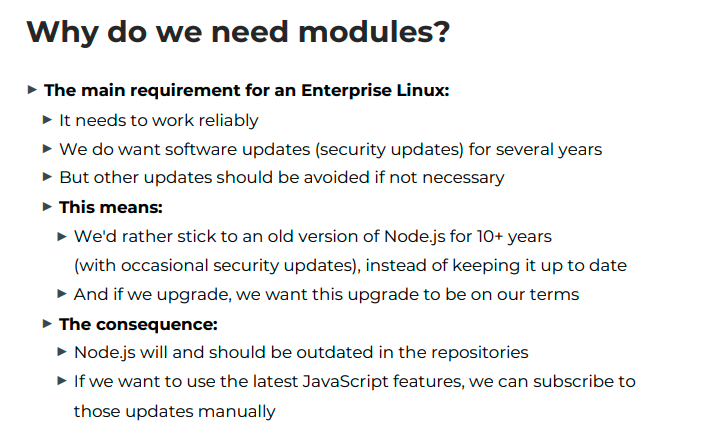 Why do we need modules?
The main requirement for an Enterprise Linux:
It needs to work reliably
We do want software updates (security updates) for several years
But other updates should be avoided if not necessary
This means:
We'd rather stick to an old version of Node.js for 10+ years
(with occasional security updates), instead of keeping it up to date
And if we upgrade, we want this upgrade to be on our terms
The consequence:
Node.js will and should be outdated in the repositories
If we want to use the latest JavaScript features, we can subscribe to
those updates manually